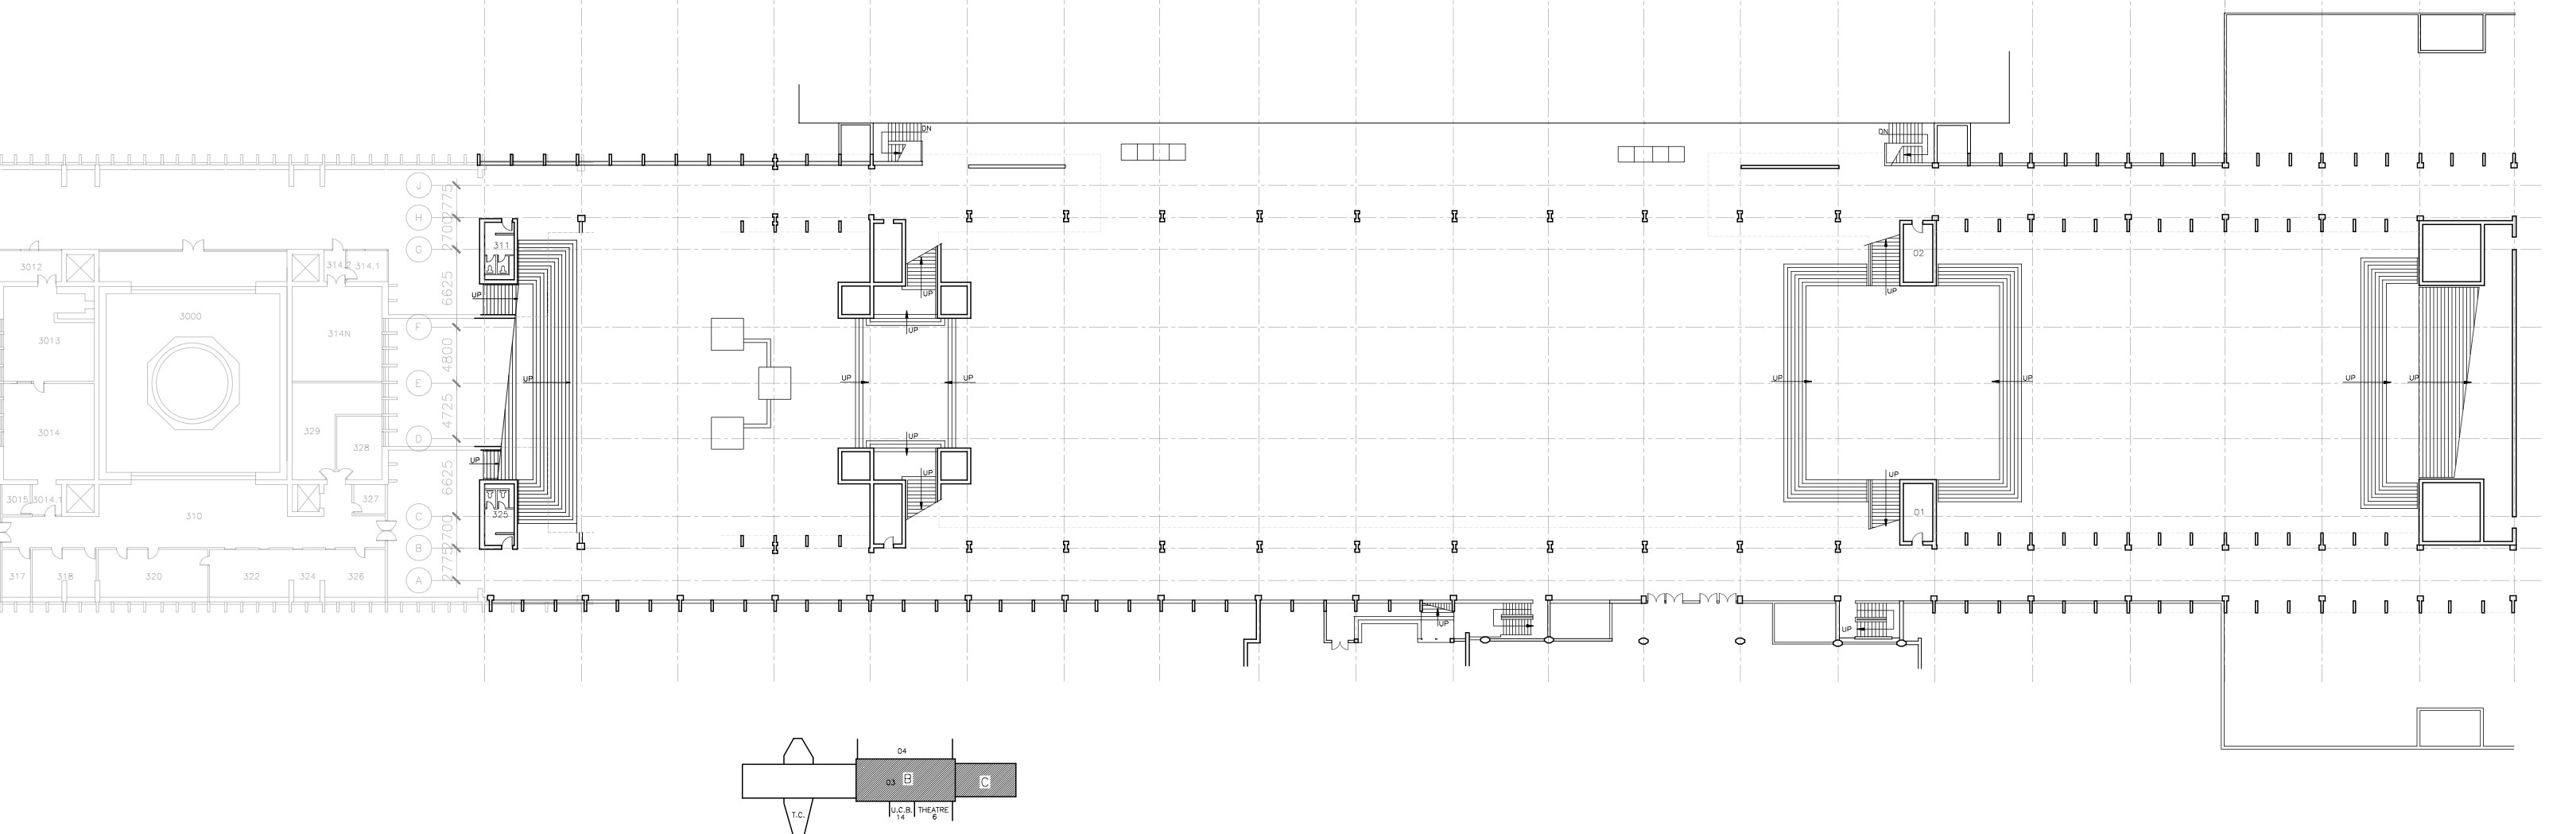 DN
DN
J
2775
H
2700
G
6625
F
4800
E
4725
D
6625
C
2700
B
2775
A
3012
314.2
314.1
3000
3013
314N
3014
329
328
3015
3014.1
327
310
317
318
320
322
324
326
311
UP
UP
UP
325
UP
UP
UP
UP
UP
UP
02
UP
UP
UP
UP
01
UP
UP
UP
UP
UP
04
03
B
C
T.C.
U.C.B.
14
THEATRE
6